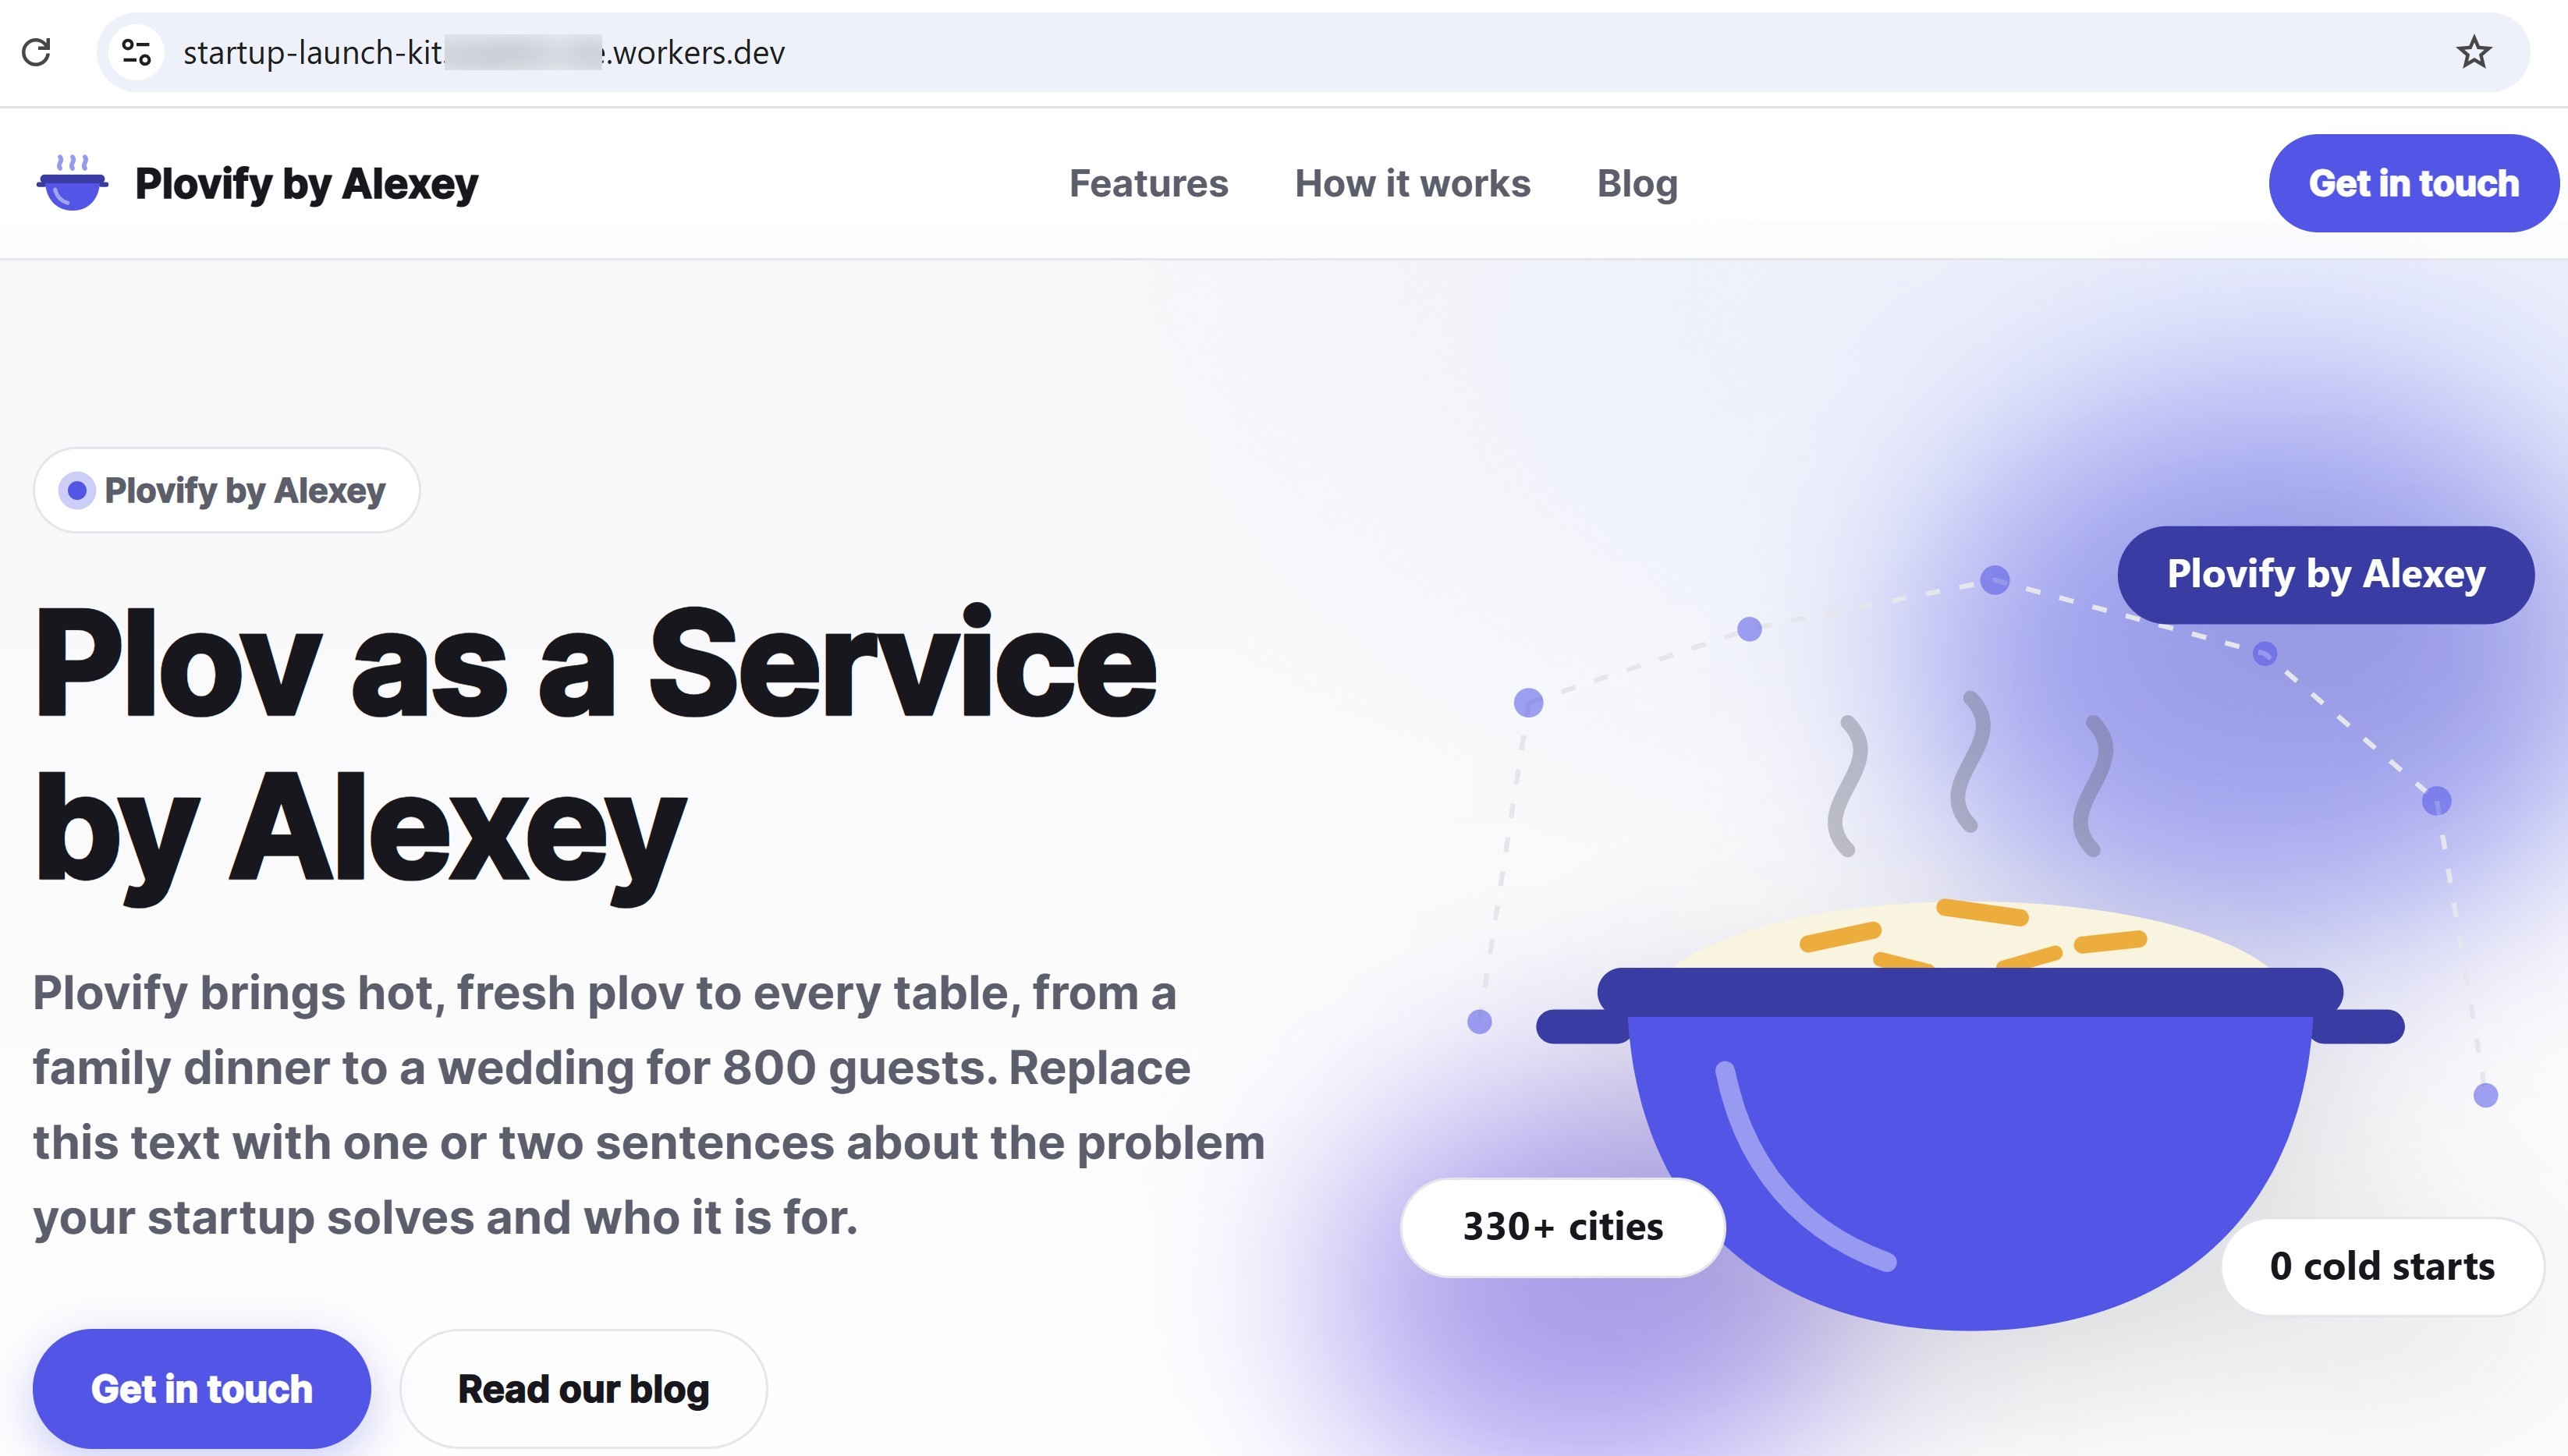 startup-launch-kit.workers.dev
Plovify by Alexey
Features
How it works
Blog
Get in touch
Plovify by Alexey
Plov as a Service
by Alexey
Plovify brings hot, fresh plov to every table, from a
family dinner to a wedding for 800 guests. Replace
this text with one or two sentences about the problem
your startup solves and who it is for.
Get in touch
Read our blog
Plovify by Alexey
330+ cities
0 cold starts